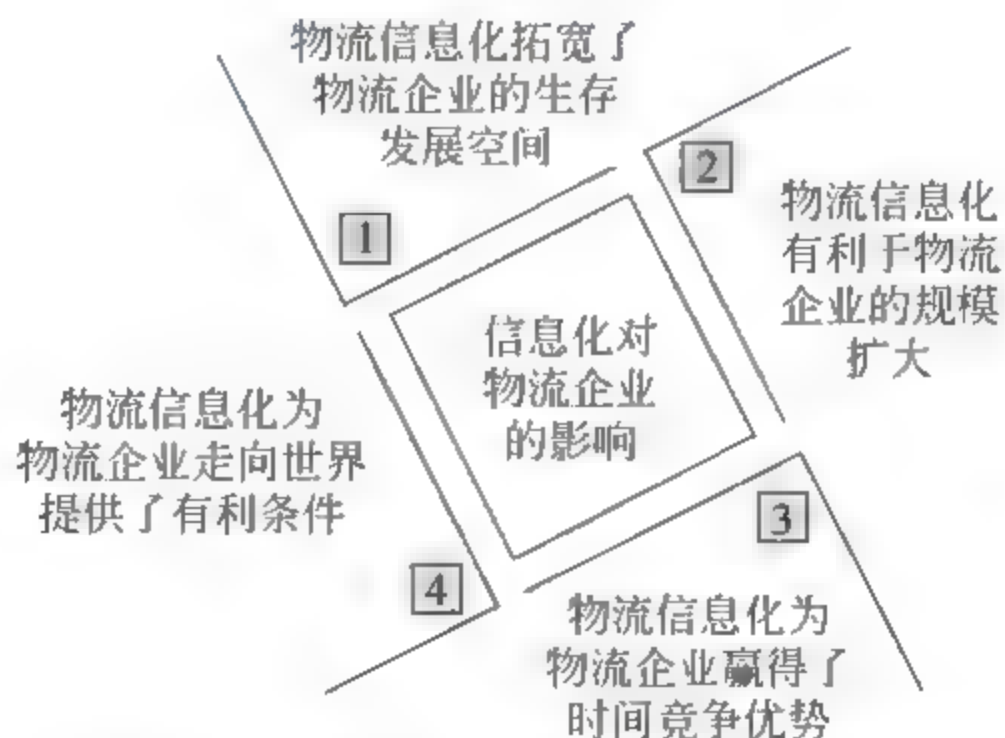 物流信息化拓宽了
物流企业的生存
发展空间
1
2
物流信息化
有利于物流
企业的规模
扩大
信息化对
物流企业
的影响
物流信息化为
物流企业走向世界
提供了有利条件
3
4
物流信息化为
物流企业赢得了
时间竞争优势